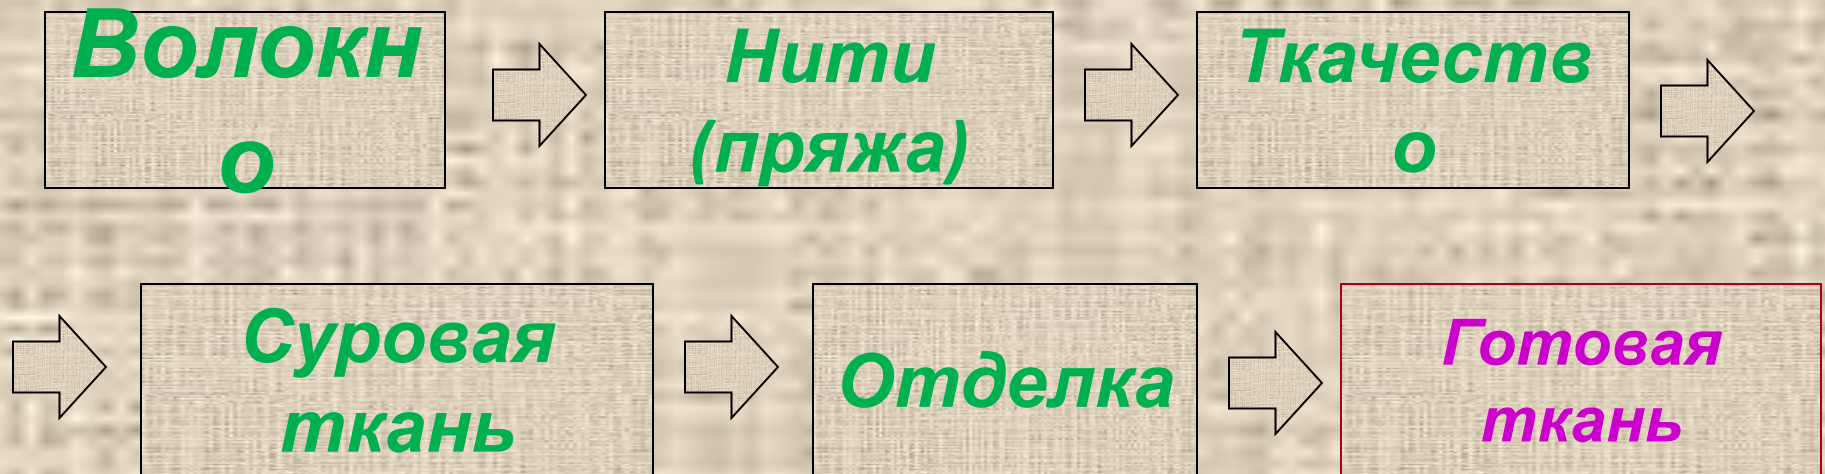 Волокн
о
Нити
(пряжа)
Ткачеств
о
Суровая
ткань
Отделка
Готовая
ткань